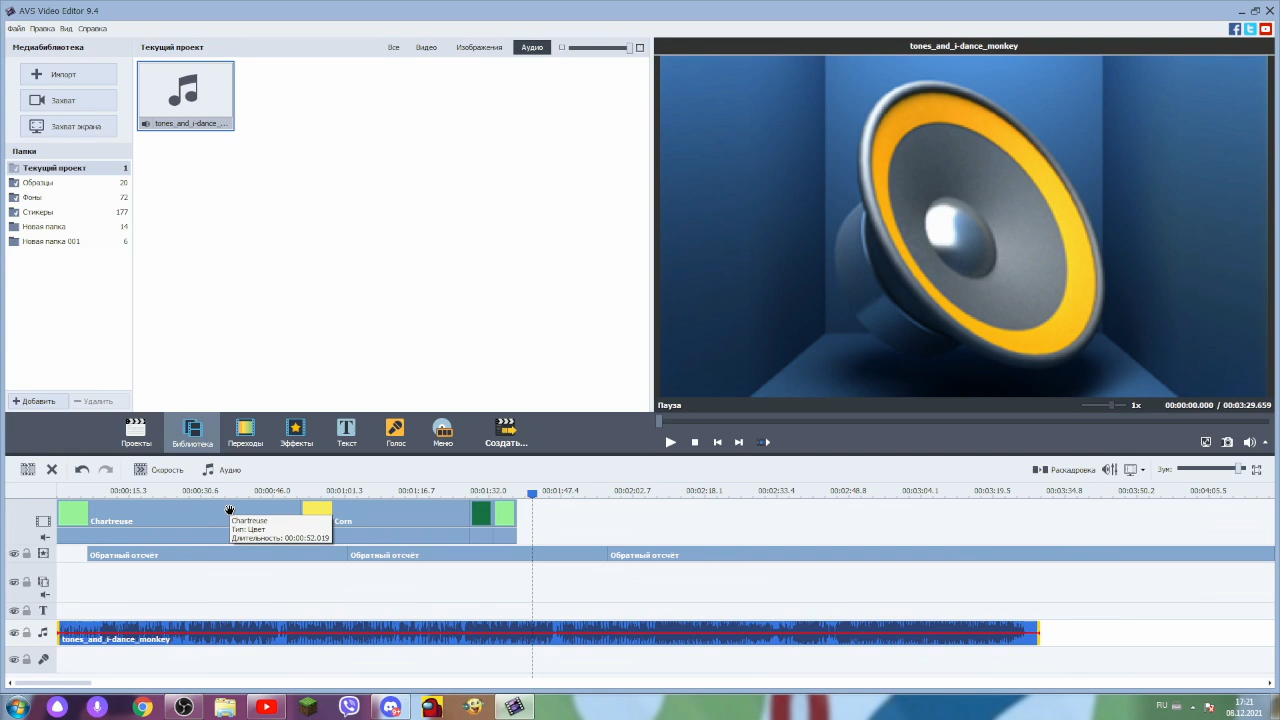 AVS Video Editor 9.4
Файл Правка Вид Справка
Медиабиблиотека
Импорт
Захват
Захват экрана
Папки
Текущий проект 1
Образцы 20
Фоны 72
Стикеры 177
Новая папка 14
Новая папка 001 6
Добавить Удалить
Текущий проект Все Видео Изображения Аудио
tones_and_i-dance_...
tones_and_i-dance_monkey
Пауза 1x 00:00:00.000 / 00:03:29.659
Проекты Библиотека Переходы Эффекты Текст Голос Меню Создать...
Скорость Аудио Раскадровка Зум:
00:00:15.3 00:00:30.6 00:00:46.0 00:01:01.3 00:01:16.7 00:01:32.0 00:01:47.4 00:02:02.7 00:02:18.1 00:02:33.4 00:02:48.8 00:03:04.2 00:03:19.5 00:03:34.9 00:03:50.2 00:04:05.5
Chartreuse Corn
Chartreuse
Тип: Цвет
Длительность: 00:00:52.019
Обратный отсчёт Обратный отсчёт Обратный отсчёт
T
tones_and_i-dance_monkey
RU 17:21
08.12.2021